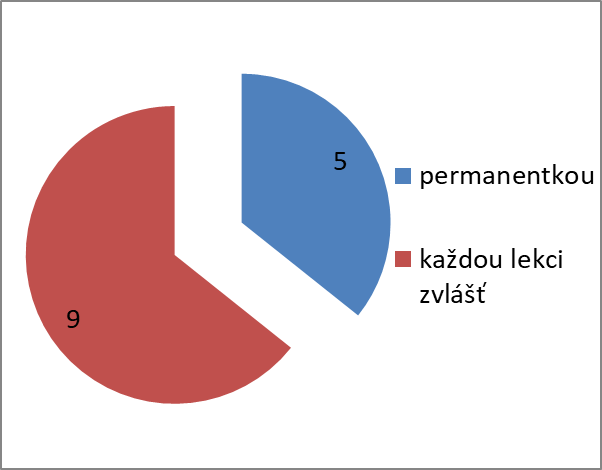 5
permanentkou
každou lekci
zvlášť
9